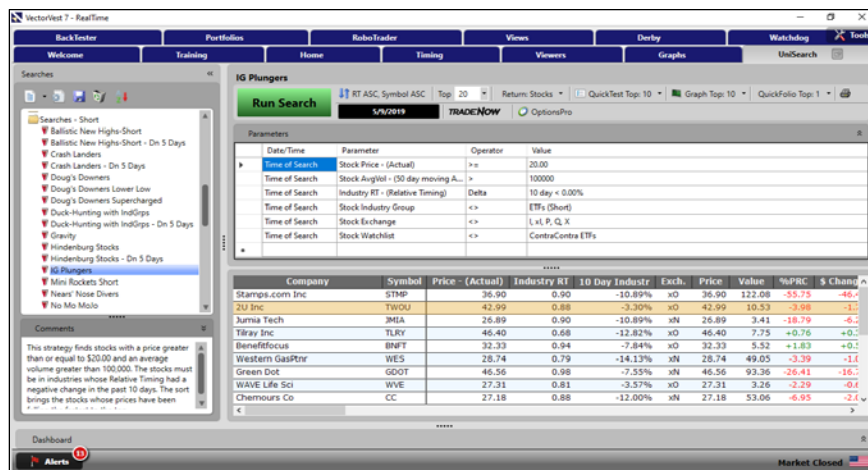 VectorVest 7 - RealTime
BackTester Portfolios RoboTrader Views Derby Watchdog Tools
Welcome Training Home Timing Viewers Graphs UniSearch
Searches
Searches - Short
Ballistic New Highs-Short
Ballistic New Highs-Short - Dn 5 Days
Crash Landers
Crash Landers - Dn 5 Days
Doug's Downers
Doug's Downers Lower Low
Doug's Downers Supercharged
Duck-Hunting with IndGrps
Duck-Hunting with IndGrps - Dn 5 Days
Gravity
Hindenburg Stocks
Hindenburg Stocks - Dn 5 Days
IG Plungers
Mini Rockets Short
Nears' Nose Divers
No Mo MoJo
Comments
This strategy finds stocks with a price greater
than or equal to $20.00 and an average
volume greater than 100,000. The stocks must
be in industries whose Relative Timing had a
negative change in the past 10 days. The sort
brings the stocks whose prices have been
IG Plungers
Run Search
RT ASC, Symbol ASC Top 20 Return: Stocks QuickTest Top: 10 Graph Top: 10 QuickFolio Top: 1
5/9/2019 TRADENOW OptionsPro
Parameters
Date/Time Parameter Operator Value
Time of Search Stock Price - (Actual) >= 20.00
Time of Search Stock AvgVol - (50 day moving A... > 100000
Time of Search Industry RT - (Relative Timing) Delta 10 day < 0.00%
Time of Search Stock Industry Group <> ETFs (Short)
Time of Search Stock Exchange <> I, xI, P, Q, X
Time of Search Stock Watchlist <> ContraContra ETFs
Company Symbol Price - (Actual) Industry RT 10 Day Industr Exch. Price Value %PRC $ Chang
Stamps.com Inc STMP 36.90 0.90 -10.89% xO 36.90 122.08 -55.75 -46.
2U Inc TWOU 42.99 0.88 -3.30% xO 42.99 10.53 -3.98 -1.
Jumia Tech JMIA 26.89 0.90 -10.89% xN 26.89 3.41 -18.79 -6.
Tilray Inc TLRY 46.40 0.68 -12.82% xO 46.40 7.75 +0.76 +0.
Benefitfocus BNFT 32.33 0.94 -7.84% xO 32.33 5.52 +1.83 +0.
Western GasPtnr WES 28.74 0.79 -14.13% xN 28.74 49.05 -3.39 -1.
Green Dot GDOT 46.56 0.98 -7.55% xN 46.56 93.36 -26.41 -16.
WAVE Life Sci WVE 27.31 0.81 -3.57% xO 27.31 3.26 -2.29 -0.
Chemours Co CC 27.18 0.88 -12.00% xN 27.18 53.06 -6.95 -2.
Dashboard
Alerts 13 Market Closed